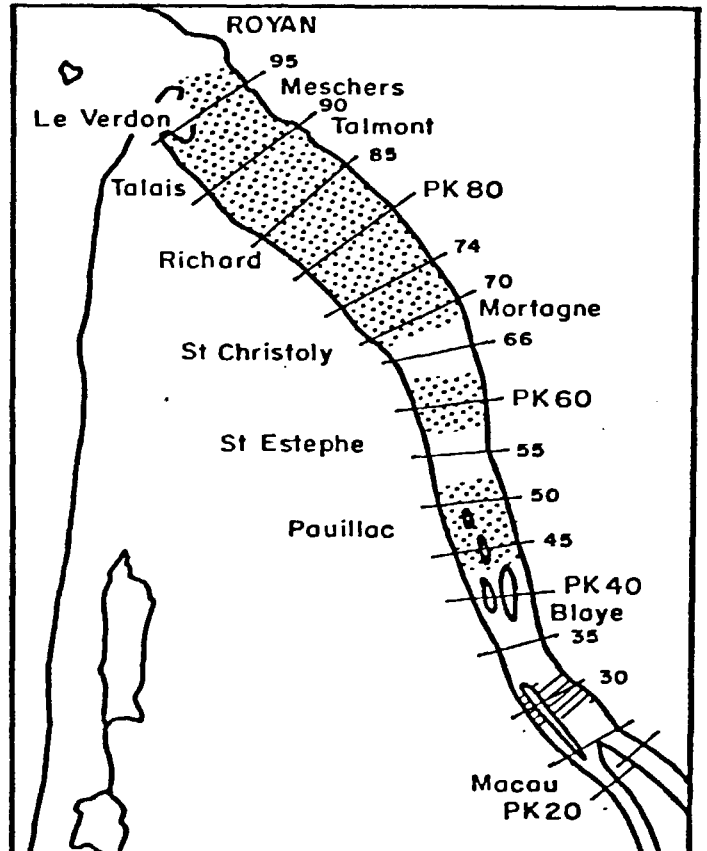 ROYAN
95
Meschers
90
Le Verdon
Talmont
85
Talais
PK 80
Richard
74
70
Mortagne
66
St Christoly
PK 60
St Estephe
55
50
Pauillac
45
PK 40
Blaye
35
30
Macau
PK 20